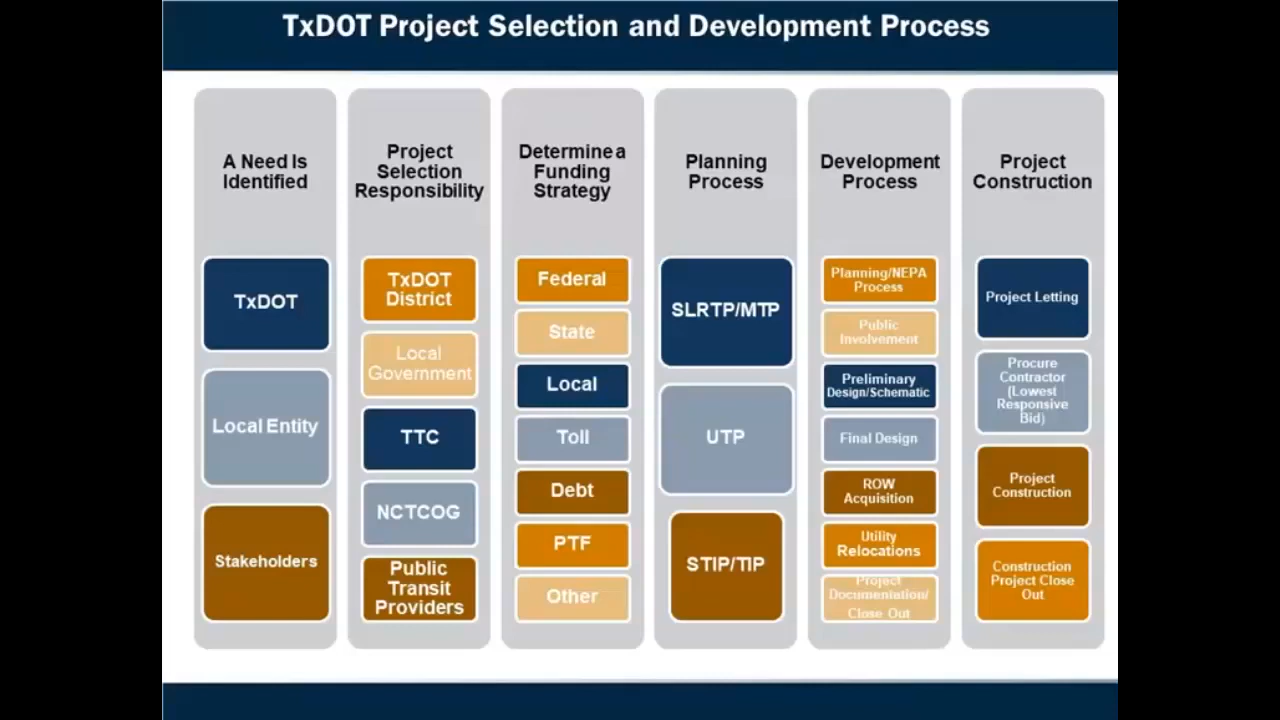 TxDOT Project Selection and Development Process
A Need Is
Identified
TxDOT
Local Entity
Stakeholders
Project
Selection
Responsibility
TxDOT
District
Local
Government
TTC
NCTCOG
Public
Transit
Providers
Determine a
Funding
Strategy
Federal
State
Local
Toll
Debt
PTF
Other
Planning
Process
SLRTP/MTP
UTP
STIP/TIP
Development
Process
Planning/NEPA
Process
Public
Involvement
Preliminary
Design/Schematic
Final Design
ROW
Acquisition
Utility
Relocations
Project
Documentation/
Close Out
Project
Construction
Project Letting
Procure
Contractor
(Lowest
Responsive
Bid)
Project
Construction
Construction
Project Close
Out